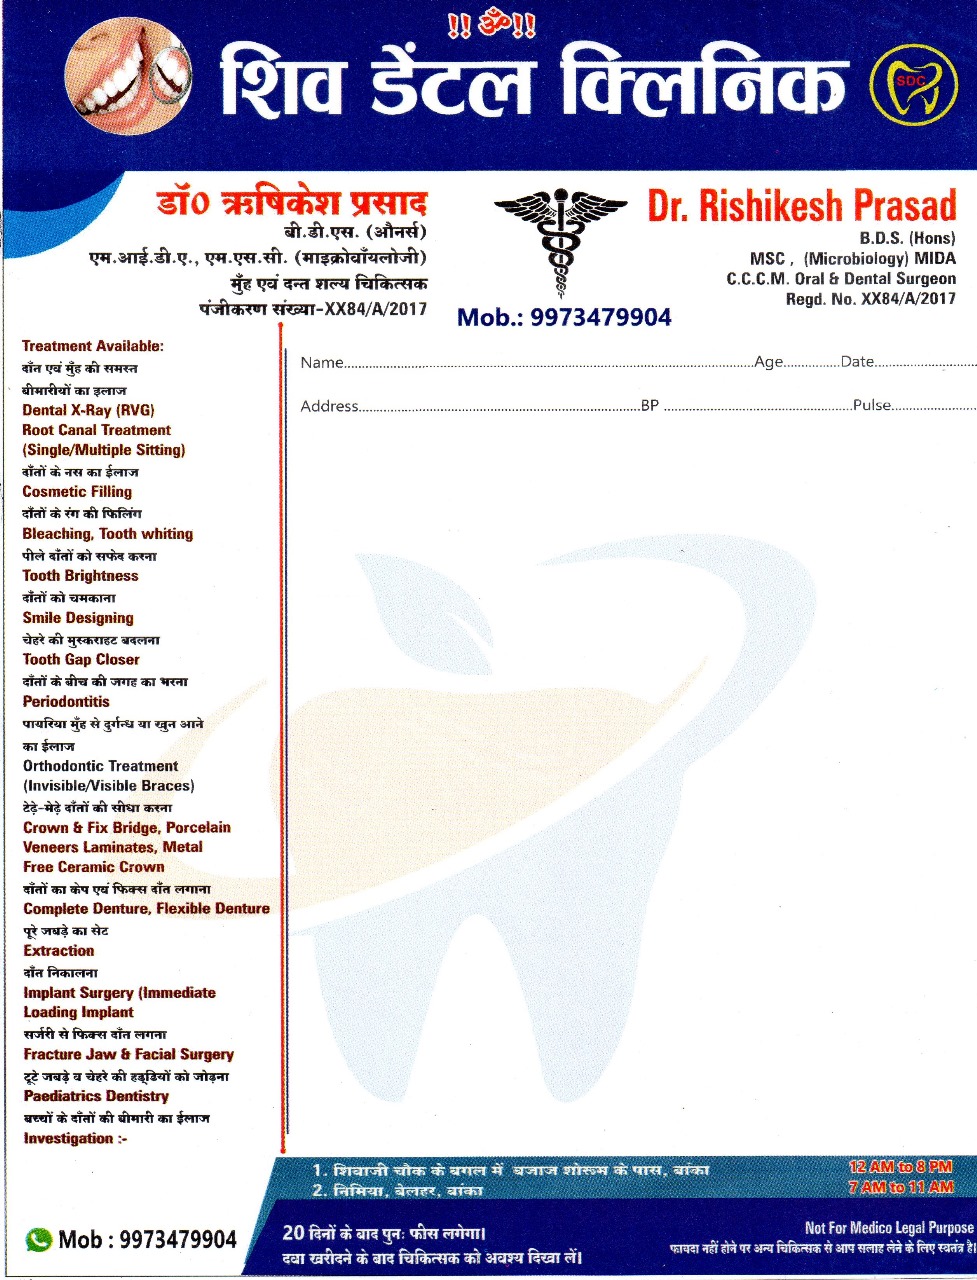 !! ॐ !!
शिव डेंटल क्लिनिक
SDC
डॉ0 ऋषिकेश प्रसाद
बी.डी.एस. (औनर्स)
एम.आई.डी.ए., एम.एस.सी. (माइक्रोवॉयलोजी)
मुँह एवं दन्त शल्य चिकित्सक
पंजीकरण संख्या-XX84/A/2017
Dr. Rishikesh Prasad
B.D.S. (Hons)
MSC , (Microbiology) MIDA
C.C.C.M. Oral & Dental Surgeon
Regd. No. XX84/A/2017
Mob.: 9973479904
Name.....Age.....Date.....
Address.....BP .....Pulse.....
Treatment Available:
दाँत एवं मुँह की समस्त
बीमारीयों का इलाज
Dental X-Ray (RVG)
Root Canal Treatment
(Single/Multiple Sitting)
दाँतों के नस का ईलाज
Cosmetic Filling
दाँतों के रंग की फिलिंग
Bleaching, Tooth whiting
पीले दाँतों को सफेद करना
Tooth Brightness
दाँतों को चमकाना
Smile Designing
चेहरे की मुस्कराहट बदलना
Tooth Gap Closer
दाँतों के बीच की जगह का भरना
Periodontitis
पायरिया मुँह से दुर्गन्ध या खुन आने
का ईलाज
Orthodontic Treatment
(Invisible/Visible Braces)
टेढ़े-मेढ़े दाँतों की सीधा करना
Crown & Fix Bridge, Porcelain
Veneers Laminates, Metal
Free Ceramic Crown
दाँतों का केप एवं फिक्स दाँत लगाना
Complete Denture, Flexible Denture
पूरे जबड़े का सेट
Extraction
दाँत निकालना
Implant Surgery (Immediate
Loading Implant
सर्जरी से फिक्स दाँत लगना
Fracture Jaw & Facial Surgery
टूटे जबड़े व चेहरे की हड्डियों को जोड़ना
Paediatrics Dentistry
बच्चों के दाँतों की बीमारी का ईलाज
Investigation :-
1. शिवाजी चौक के बगल में बजाज शोरूम के पास, बांका 12 AM to 8 PM
2. निमिया, बेलहर, बांका 7 AM to 11 AM
Mob : 9973479904
20 दिनों के बाद पुनः फीस लगेगा।
दवा खरीदने के बाद चिकित्सक को अवश्य दिखा लें।
Not For Medico Legal Purpose
फायदा नहीं होने पर अन्य चिकित्सक से आप सलाह लेने के लिए स्वतंत्र है।